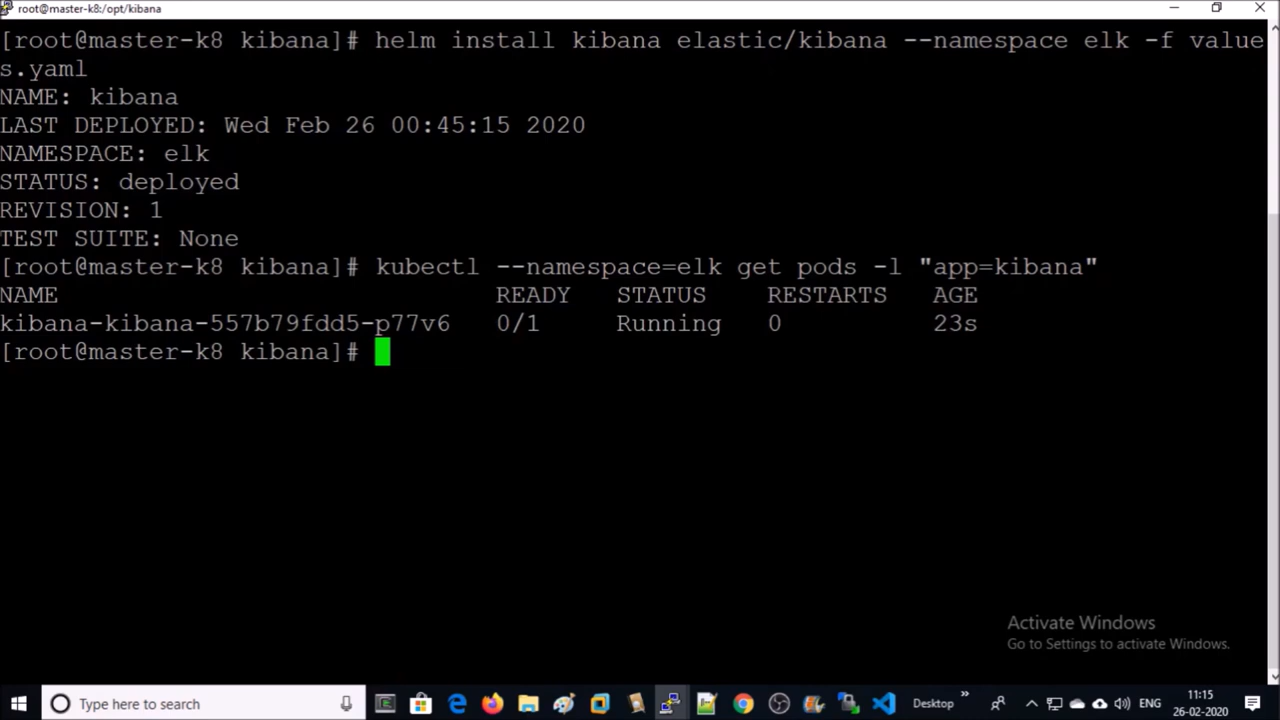 root@master-k8:/opt/kibana
[root@master-k8 kibana]# helm install kibana elastic/kibana --namespace elk -f value
s.yaml
NAME: kibana
LAST DEPLOYED: Wed Feb 26 00:45:15 2020
NAMESPACE: elk
STATUS: deployed
REVISION: 1
TEST SUITE: None
[root@master-k8 kibana]# kubectl --namespace=elk get pods -l "app=kibana"
NAME READY STATUS RESTARTS AGE
kibana-kibana-557b79fdd5-p77v6 0/1 Running 0 23s
[root@master-k8 kibana]#
Activate Windows
Go to Settings to activate Windows.
Type here to search
Desktop
ENG
11:15
26-02-2020